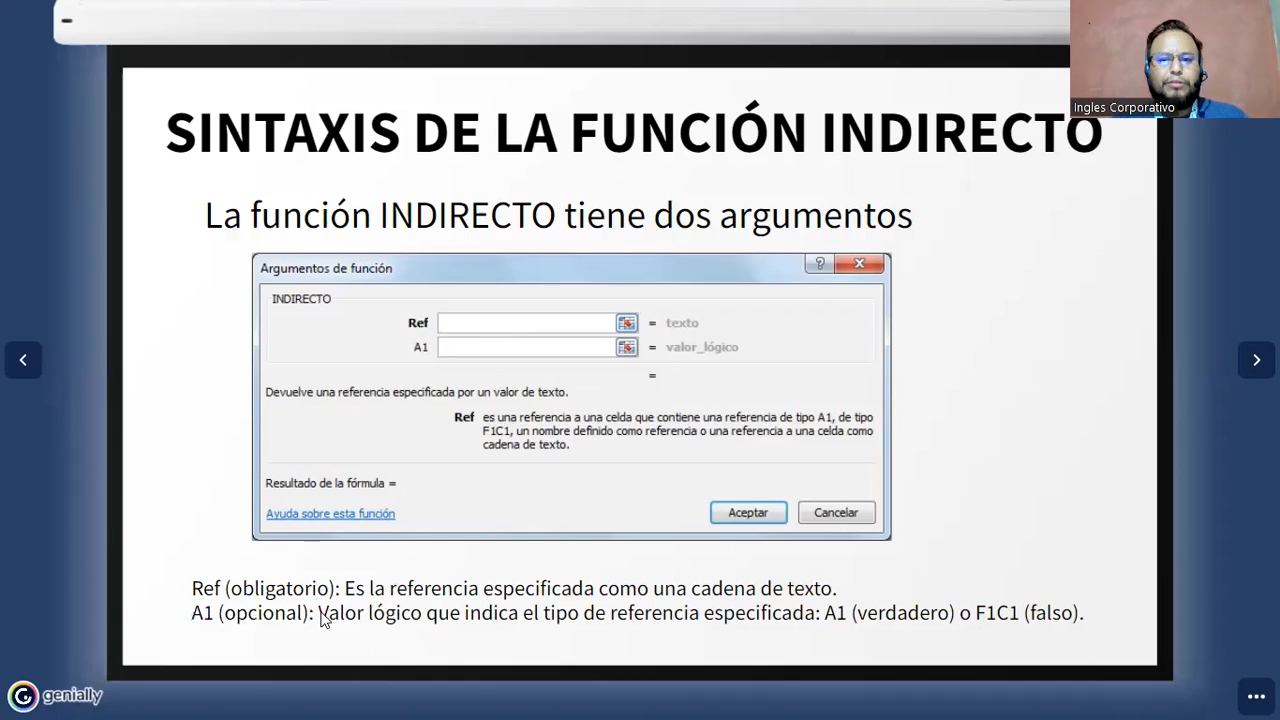 Ingles Corporativo
SINTAXIS DE LA FUNCIÓN INDIRECTO
La función INDIRECTO tiene dos argumentos
Argumentos de función
?
INDIRECTO
Ref = texto
A1 = valor_lógico
=
Devuelve una referencia especificada por un valor de texto.
Ref es una referencia a una celda que contiene una referencia de tipo A1, de tipo
F1C1, un nombre definido como referencia o una referencia a una celda como
cadena de texto.
Resultado de la fórmula =
Ayuda sobre esta función
Aceptar
Cancelar
Ref (obligatorio): Es la referencia especificada como una cadena de texto.
A1 (opcional): Valor lógico que indica el tipo de referencia especificada: A1 (verdadero) o F1C1 (falso).
genially